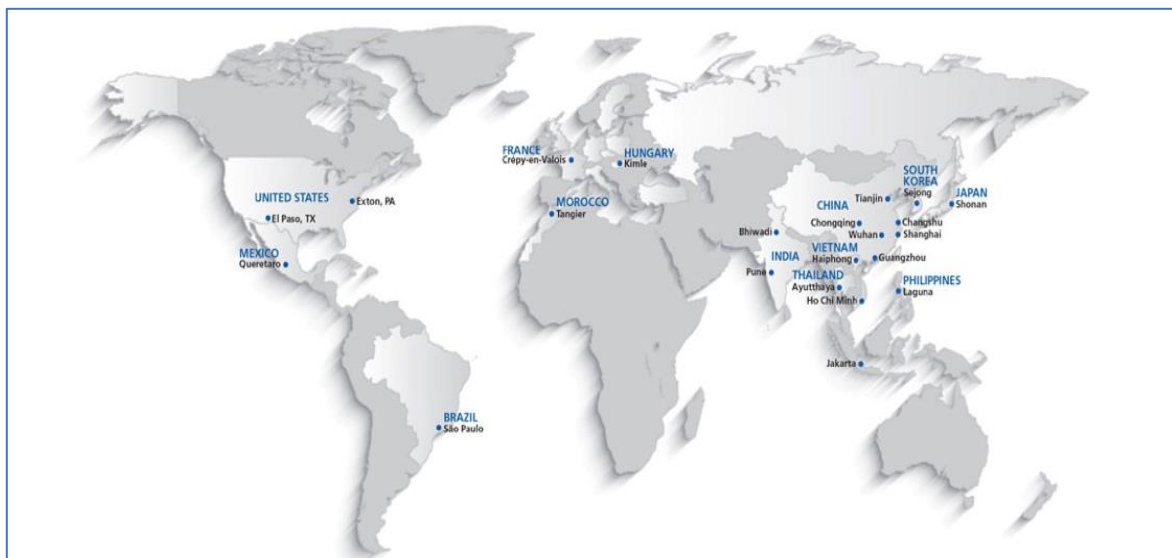 UNITED STATES
Exton, PA
El Paso, TX
MEXICO
Queretaro
BRAZIL
São Paulo
FRANCE
Crépy-en-Valois
HUNGARY
Kimle
MOROCCO
Tangier
SOUTH
KOREA
Sejong
JAPAN
Shonan
CHINA
Tianjin
Chongqing
Changshu
Wuhan
Shanghai
Guangzhou
Bhiwadi
INDIA
Pune
VIETNAM
Haiphong
THAILAND
Ayutthaya
Ho Chi Minh
PHILIPPINES
Laguna
Jakarta